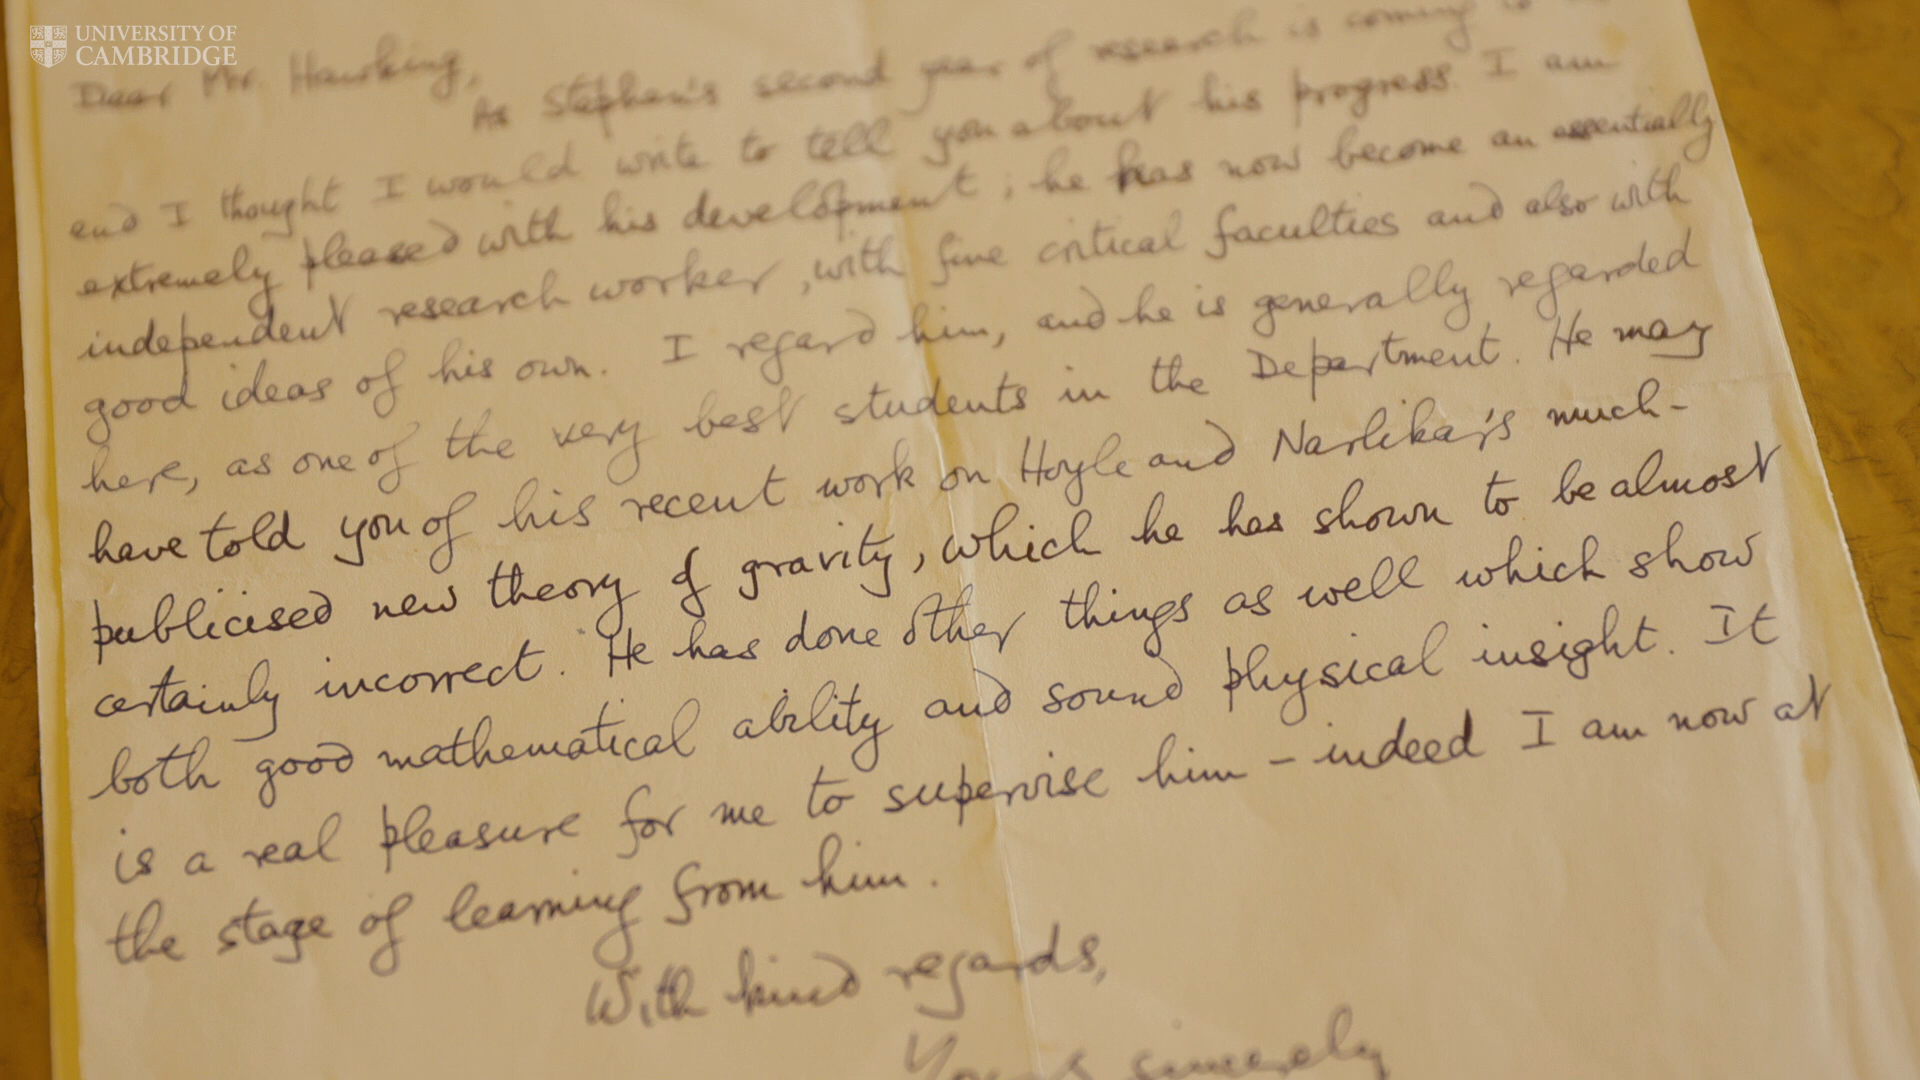 UNIVERSITY OF
CAMBRIDGE
Dear Mr. Hawking,
As Stephen's second year of research is coming to
end I thought I would write to tell you about his progress. I am
extremely pleased with his development; he has now become an essentially
independent research worker, with fine critical faculties and also with
good ideas of his own. I regard him, and he is generally regarded
here, as one of the very best students in the Department. He may
have told you of his recent work on Hoyle and Narlikar's much-
publicised new theory of gravity, which he has shown to be almost
certainly incorrect. He has done other things as well which show
both good mathematical ability and sound physical insight. It
is a real pleasure for me to supervise him - indeed I am now at
the stage of learning from him.
With kind regards,
Yours sincerely